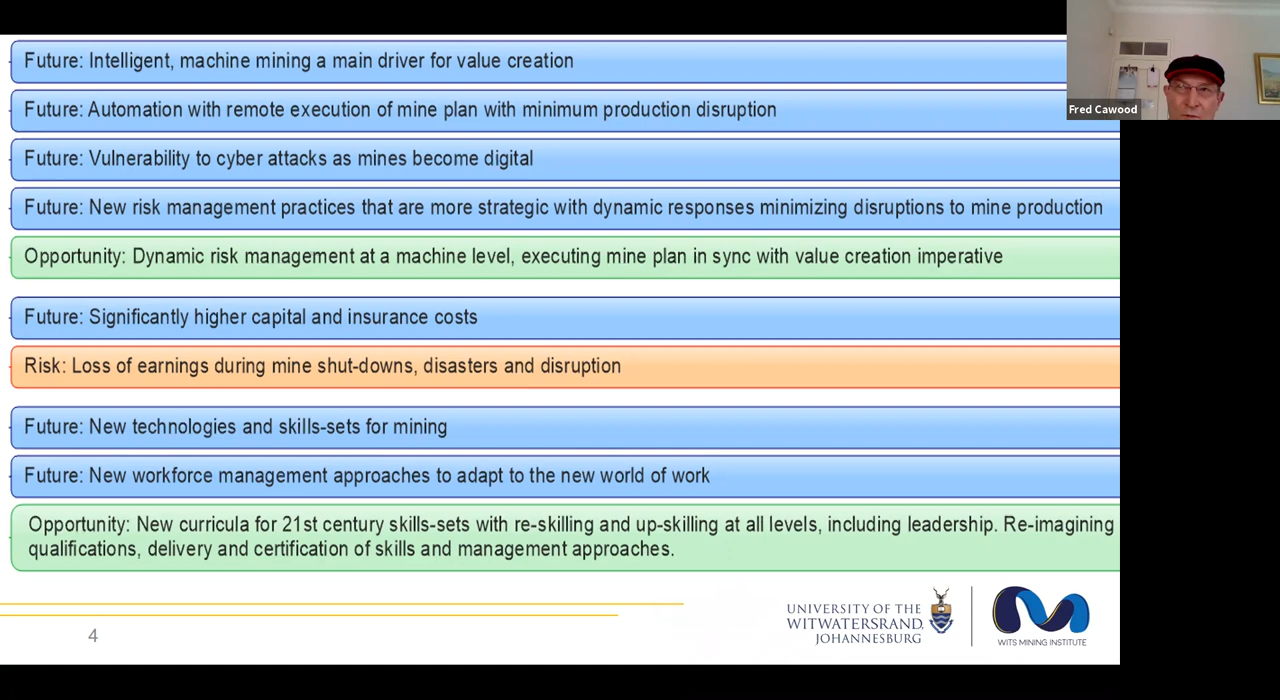 Future: Intelligent, machine mining a main driver for value creation
Fred Cawood
Future: Automation with remote execution of mine plan with minimum production disruption
Future: Vulnerability to cyber attacks as mines become digital
Future: New risk management practices that are more strategic with dynamic responses minimizing disruptions to mine production
Opportunity: Dynamic risk management at a machine level, executing mine plan in sync with value creation imperative
Future: Significantly higher capital and insurance costs
Risk: Loss of earnings during mine shut-downs, disasters and disruption
Future: New technologies and skills-sets for mining
Future: New workforce management approaches to adapt to the new world of work
Opportunity: New curricula for 21st century skills-sets with re-skilling and up-skilling at all levels, including leadership. Re-imagining
qualifications, delivery and certification of skills and management approaches.
4
UNIVERSITY OF THE
WITWATERSRAND,
JOHANNESBURG
WITS MINING INSTITUTE